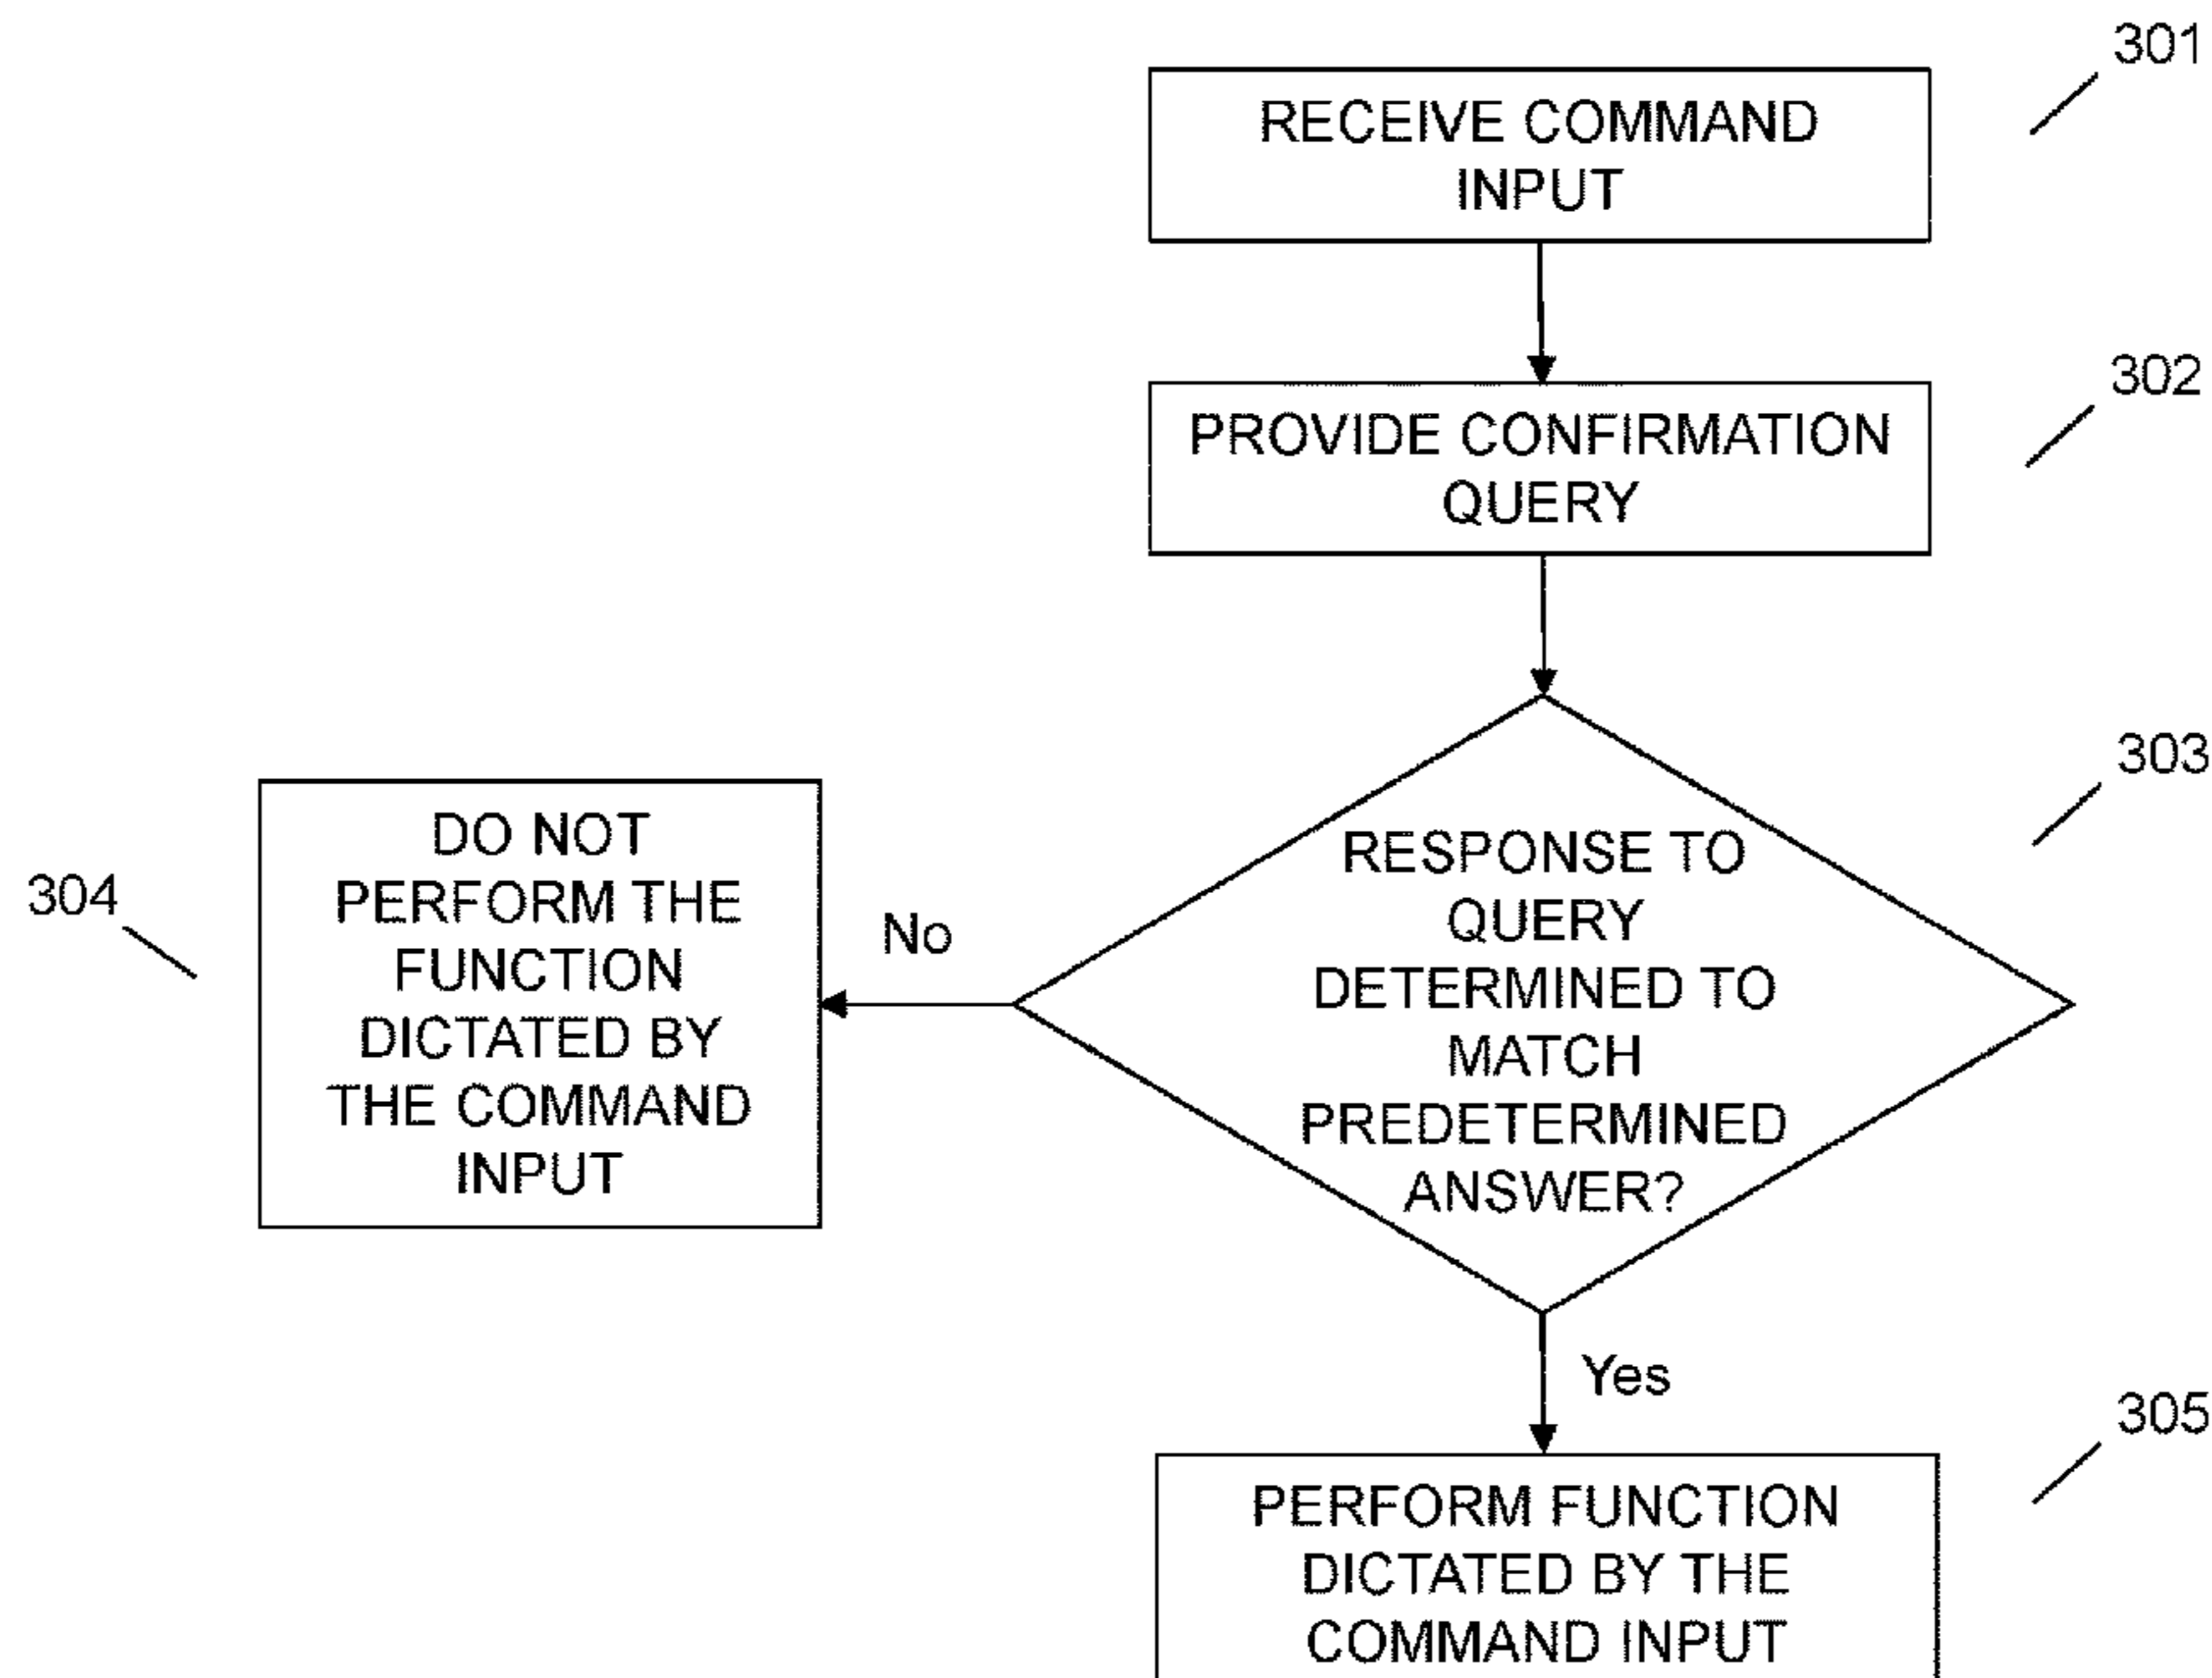 301
RECEIVE COMMAND
INPUT
302
PROVIDE CONFIRMATION
QUERY
303
RESPONSE TO
QUERY
DETERMINED TO
MATCH
PREDETERMINED
ANSWER?
No
304
DO NOT
PERFORM THE
FUNCTION
DICTATED BY
THE COMMAND
INPUT
Yes
305
PERFORM FUNCTION
DICTATED BY THE
COMMAND INPUT